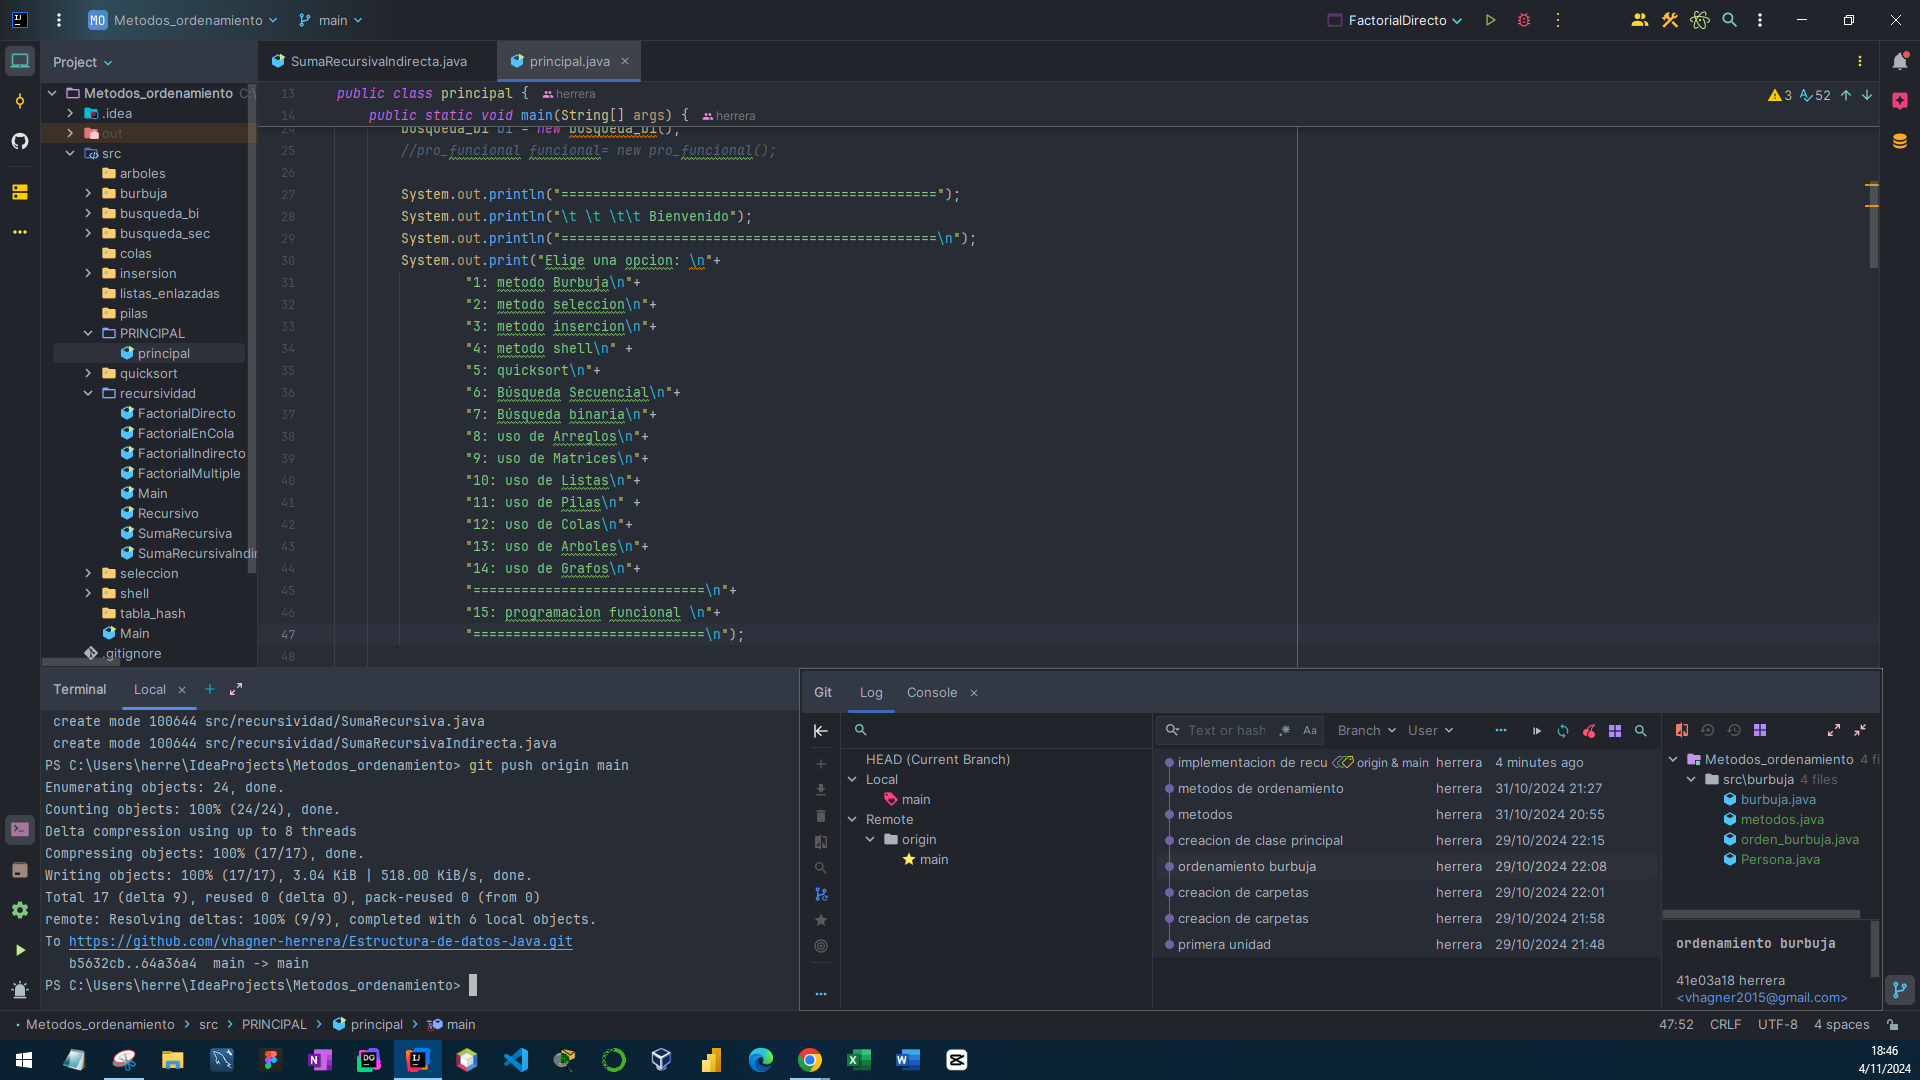 MO Metodos_ordenamiento main FactorialDirecto
Project
SumaRecursivaIndirecta.java principal.java
Metodos_ordenamiento C:\
.idea
out
src
arboles
burbuja
busqueda_bi
busqueda_sec
colas
insersion
listas_enlazadas
pilas
PRINCIPAL
principal
quicksort
recursividad
FactorialDirecto
FactorialEnCola
FactorialIndirecto
FactorialMultiple
Main
Recursivo
SumaRecursiva
SumaRecursivaIndir
seleccion
shell
tabla_hash
Main
.gitignore
3 52
13 public class principal { herrera
14 public static void main(String[] args) { herrera
24 busqueda_bi bi = new busqueda_bi();
25 //pro_funcional funcional= new pro_funcional();
26
27 System.out.println("===============================================");
28 System.out.println("\t \t \t\t Bienvenido");
29 System.out.println("===============================================\n");
30 System.out.print("Elige una opcion: \n"+
31 "1: metodo Burbuja\n"+
32 "2: metodo seleccion\n"+
33 "3: metodo insercion\n"+
34 "4: metodo shell\n" +
35 "5: quicksort\n"+
36 "6: Búsqueda Secuencial\n"+
37 "7: Búsqueda binaria\n"+
38 "8: uso de Arreglos\n"+
39 "9: uso de Matrices\n"+
40 "10: uso de Listas\n"+
41 "11: uso de Pilas\n" +
42 "12: uso de Colas\n"+
43 "13: uso de Arboles\n"+
44 "14: uso de Grafos\n"+
45 "=============================\n"+
46 "15: programacion funcional \n"+
47 "=============================\n");
48
Terminal Local
create mode 100644 src/recursividad/SumaRecursiva.java
create mode 100644 src/recursividad/SumaRecursivaIndirecta.java
PS C:\Users\herre\IdeaProjects\Metodos_ordenamiento> git push origin main
Enumerating objects: 24, done.
Counting objects: 100% (24/24), done.
Delta compression using up to 8 threads
Compressing objects: 100% (17/17), done.
Writing objects: 100% (17/17), 3.04 KiB | 518.00 KiB/s, done.
Total 17 (delta 9), reused 0 (delta 0), pack-reused 0 (from 0)
remote: Resolving deltas: 100% (9/9), completed with 6 local objects.
To https://github.com/vhagner-herrera/Estructura-de-datos-Java.git
b5632cb..64a36a4 main -> main
PS C:\Users\herre\IdeaProjects\Metodos_ordenamiento>
Git Log Console
HEAD (Current Branch)
Local
main
Remote
origin
main
Text or hash .* Aa Branch User
implementacion de recu origin & main herrera 4 minutes ago
metodos de ordenamiento herrera 31/10/2024 21:27
metodos herrera 31/10/2024 20:55
creacion de clase principal herrera 29/10/2024 22:15
ordenamiento burbuja herrera 29/10/2024 22:08
creacion de carpetas herrera 29/10/2024 22:01
creacion de carpetas herrera 29/10/2024 21:58
primera unidad herrera 29/10/2024 21:48
Metodos_ordenamiento 4 fi
src\burbuja 4 files
burbuja.java
metodos.java
orden_burbuja.java
Persona.java
ordenamiento burbuja
41e03a18 herrera
<vhagner2015@gmail.com>
Metodos_ordenamiento src PRINCIPAL principal main
47:52 CRLF UTF-8 4 spaces
18:46
4/11/2024